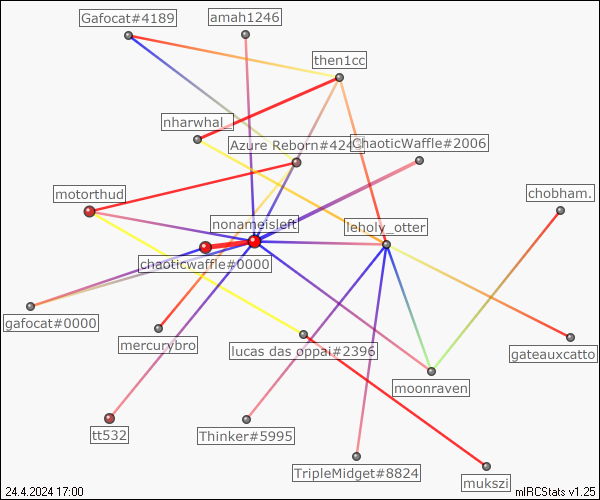 Gafocat#4189
amah1246
then1cc
nharwhal_
Azure Reborn#424
ChaoticWaffle#2006
motorthud
chobham.
nonameisleft
leholy_otter
chaoticwaffle#0000
gafocat#0000
mercurybro
lucas das oppai#2396
gateauxcatto
moonraven
tt532
Thinker#5995
TripleMidget#8824
mukszi
24.4.2024 17:00
mIRCStats v1.25